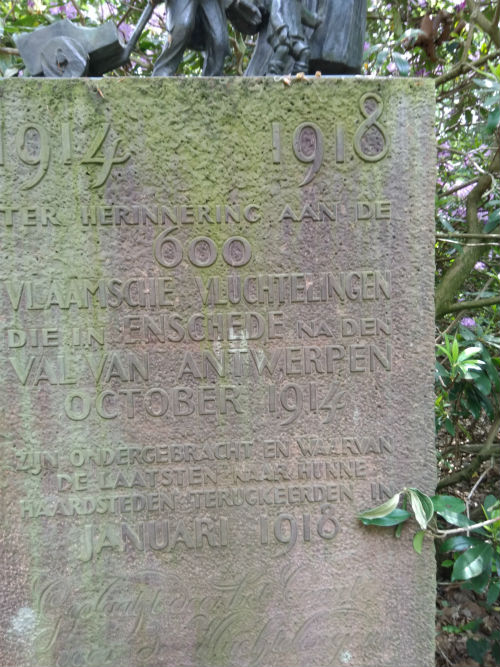 1914 1918
TER HERINNERING AAN DE
600
VLAAMSCHE VLUCHTELINGEN
DIE IN ENSCHEDE NA DEN
VAL VAN ANTWERPEN
OCTOBER 1914
ZIJN ONDERGEBRACHT EN WAARVAN
DE LAATSTEN NAAR HUNNE
HAARDSTEDEN TERUGKEERDEN IN
JANUARI 1918